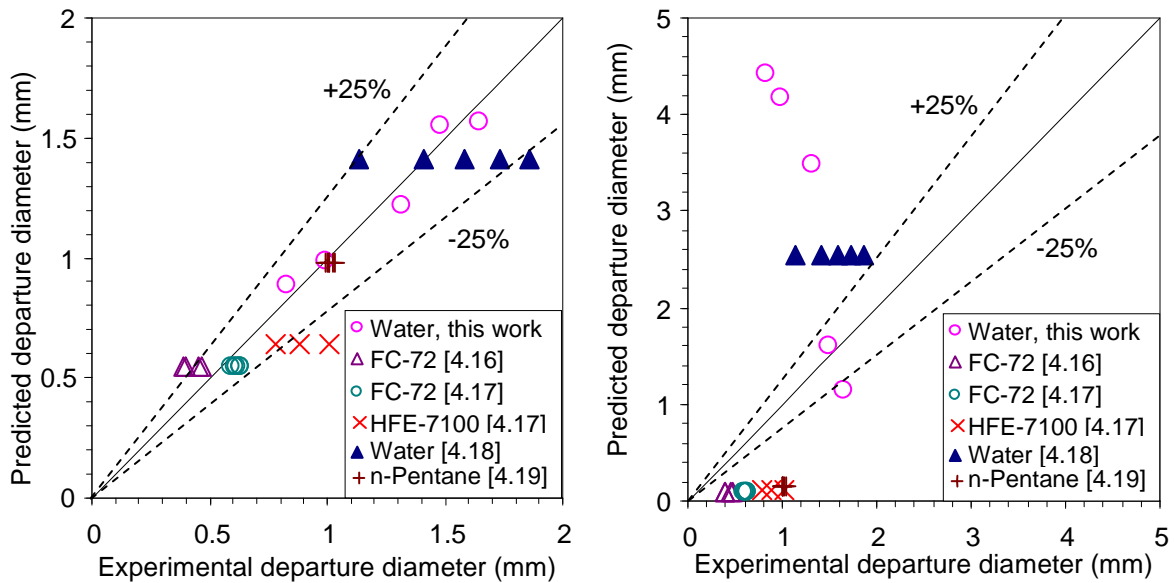 Predicted departure diameter (mm)
2
1.5
1
0.5
0
+25%
-25%
Water, this work
FC-72 [4.16]
FC-72 [4.17]
HFE-7100 [4.17]
Water [4.18]
n-Pentane [4.19]
0 0.5 1 1.5 2
Experimental departure diameter (mm)
Predicted departure diameter (mm)
5
4
3
2
1
0
+25%
-25%
Water, this work
FC-72 [4.16]
FC-72 [4.17]
HFE-7100 [4.17]
Water [4.18]
n-Pentane [4.19]
0 1 2 3 4 5
Experimental departure diameter (mm)